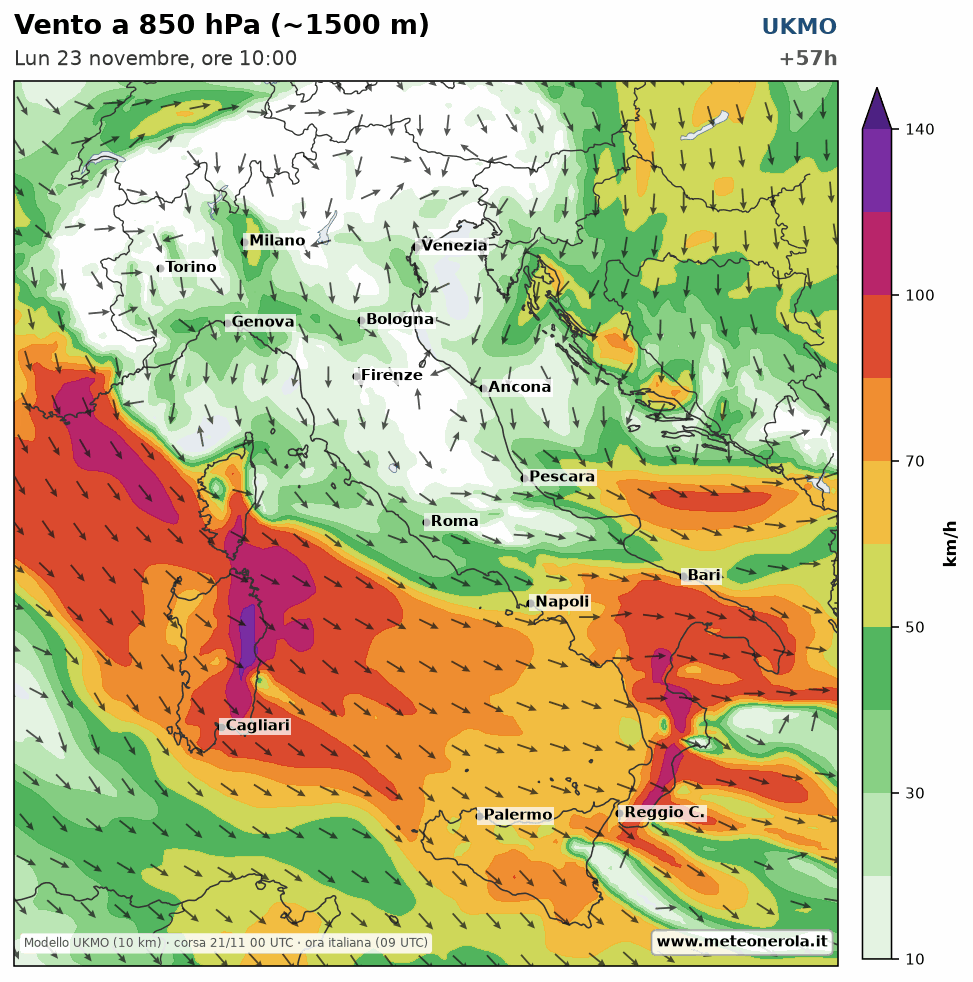 Vento a 850 hPa (~1500 m)
UKMO
Lun 23 novembre, ore 10:00
+57h
140
Milano
Venezia
Torino
100
Genova
Bologna
Firenze
Ancona
70
Pescara
Roma
km/h
Bari
Napoli
50
Cagliari
30
Palermo
Reggio C.
Modello UKMO (10 km) · corsa 21/11 00 UTC · ora italiana (09 UTC)
www.meteonerola.it
10